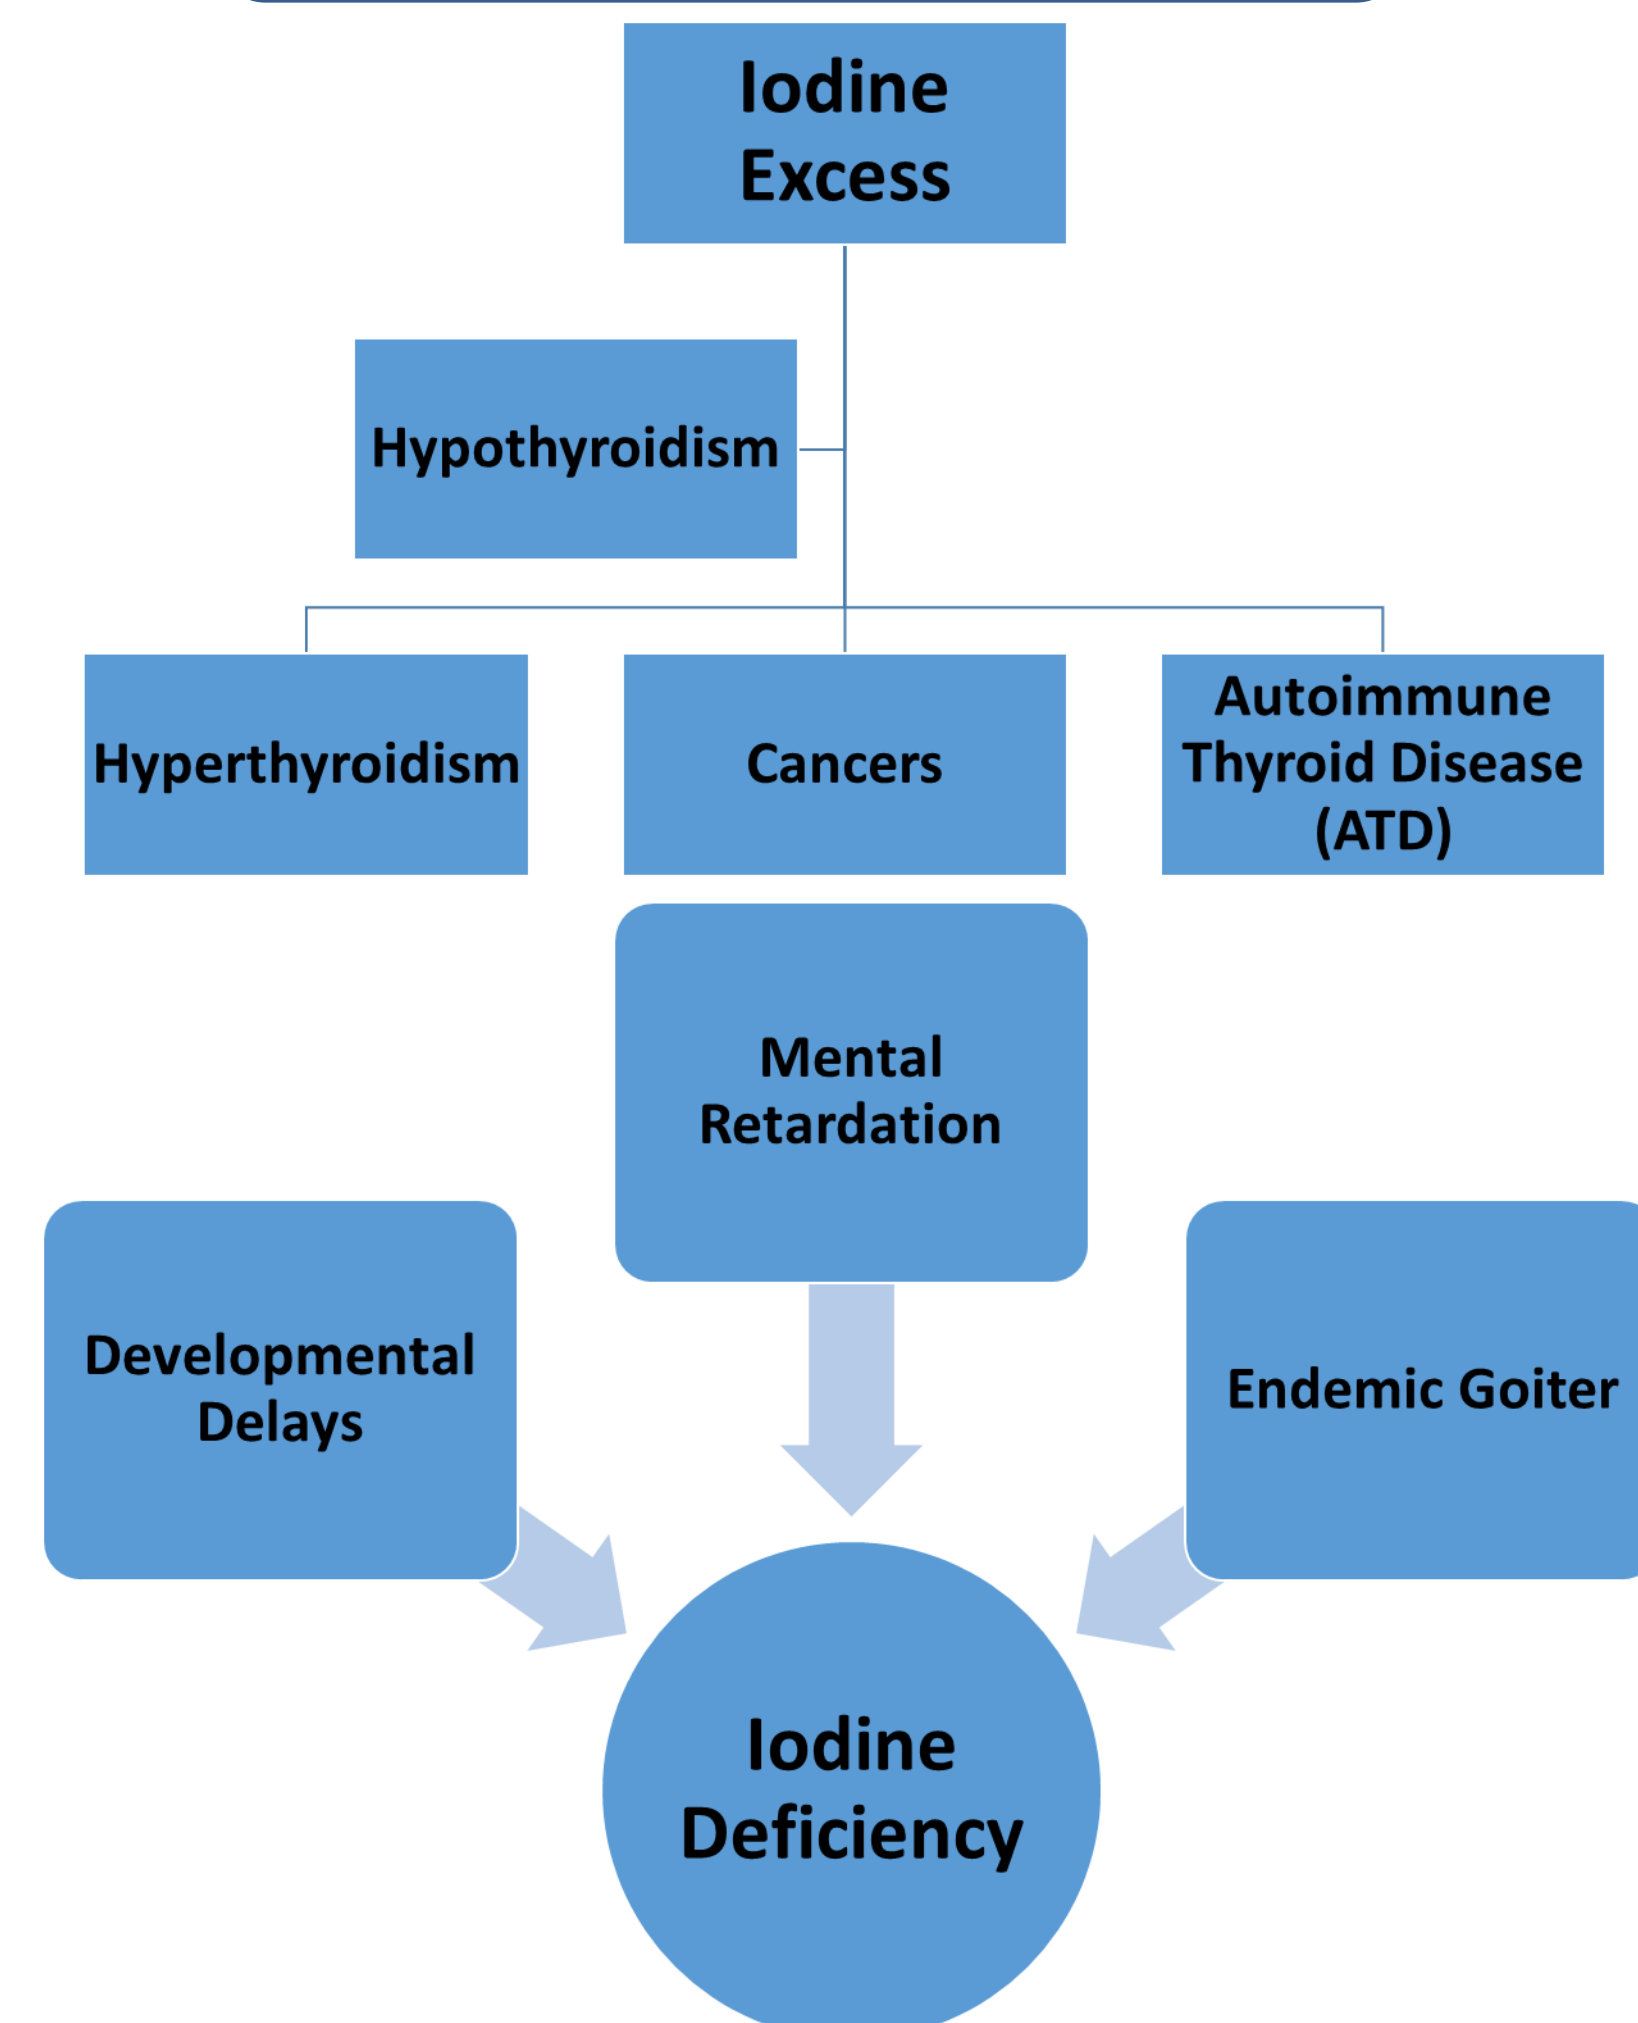 Iodine
Excess
Hypothyroidism
Hyperthyroidism
Cancers
Autoimmune
Thyroid Disease
(ATD)
Mental
Retardation
Developmental
Delays
Endemic Goiter
Iodine
Deficiency